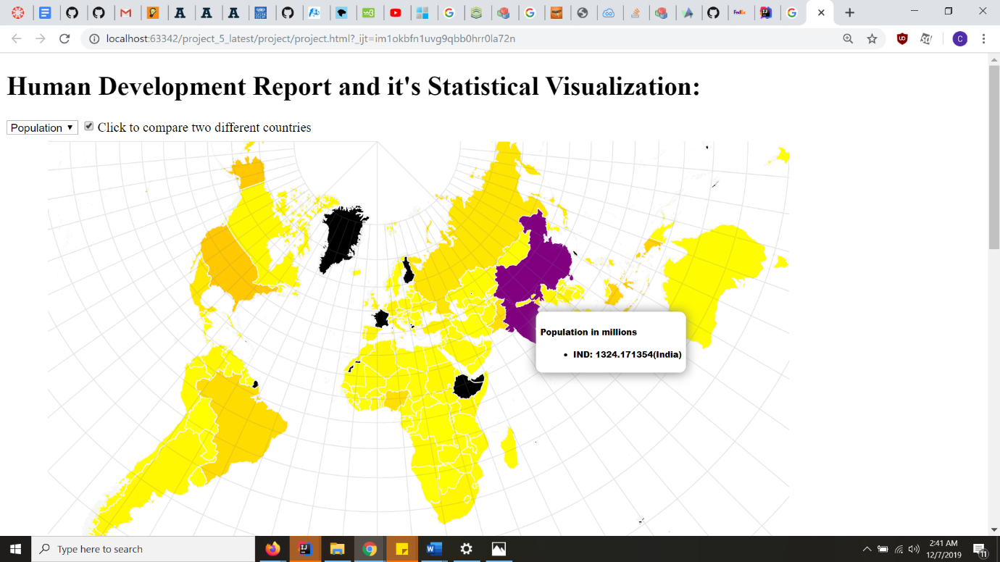 localhost:63342/project_5_latest/project/project.html?_ijt=im1okbfn1uvg9qbb0hrr0la72n
C
Human Development Report and it's Statistical Visualization:
Population Click to compare two different countries
Population in millions
IND: 1324.171354(India)
Type here to search
2:41 AM
12/7/2019
11